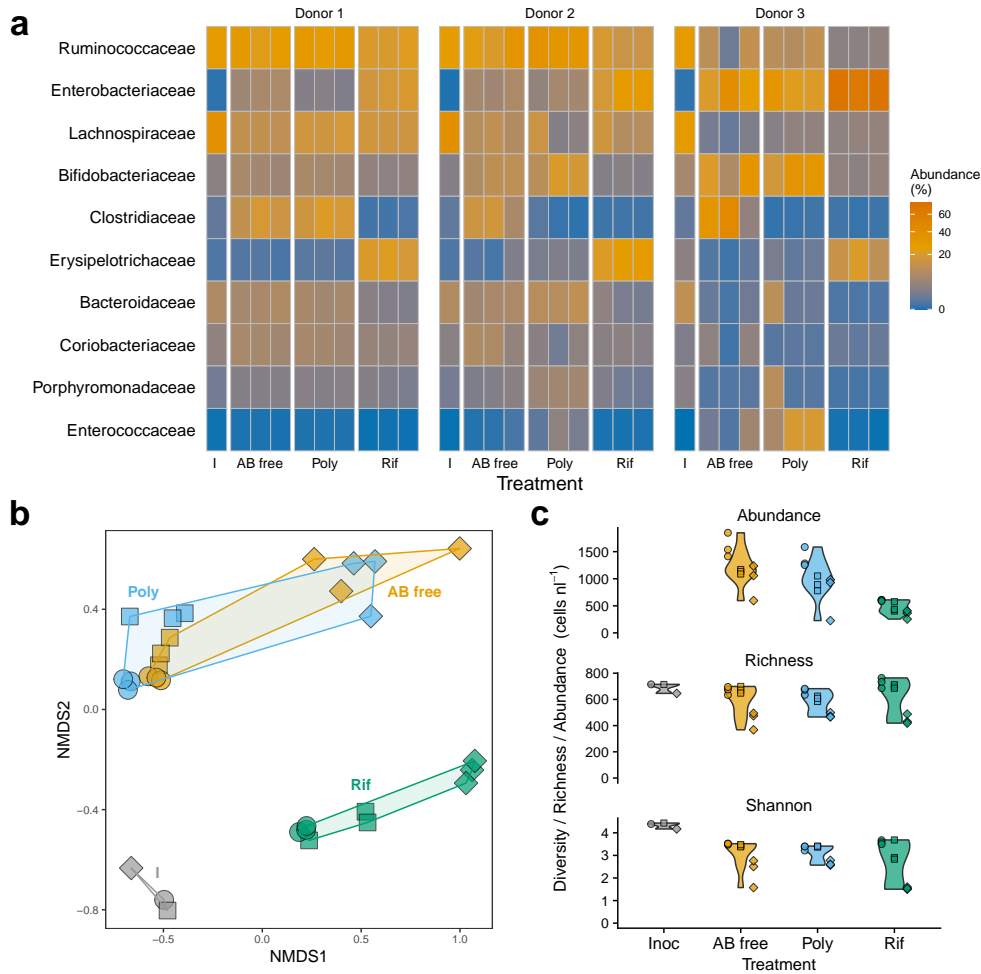 a
Donor 1 Donor 2 Donor 3
Ruminococcaceae
Enterobacteriaceae
Lachnospiraceae
Bifidobacteriaceae
Clostridiaceae
Erysipelotrichaceae
Bacteroidaceae
Coriobacteriaceae
Porphyromonadaceae
Enterococcaceae
Abundance
(%)
60
40
20
0
I AB free Poly Rif I AB free Poly Rif I AB free Poly Rif
Treatment
b
NMDS2
0.4
0.0
−0.4
−0.8
Poly
AB free
Rif
I
−0.5 0.0 0.5 1.0
NMDS1
c
Diversity / Richness / Abundance (cells nl⁻¹)
Abundance
1500
1000
500
0
Richness
800
600
400
200
0
Shannon
4
3
2
1
0
Inoc AB free Poly Rif
Treatment